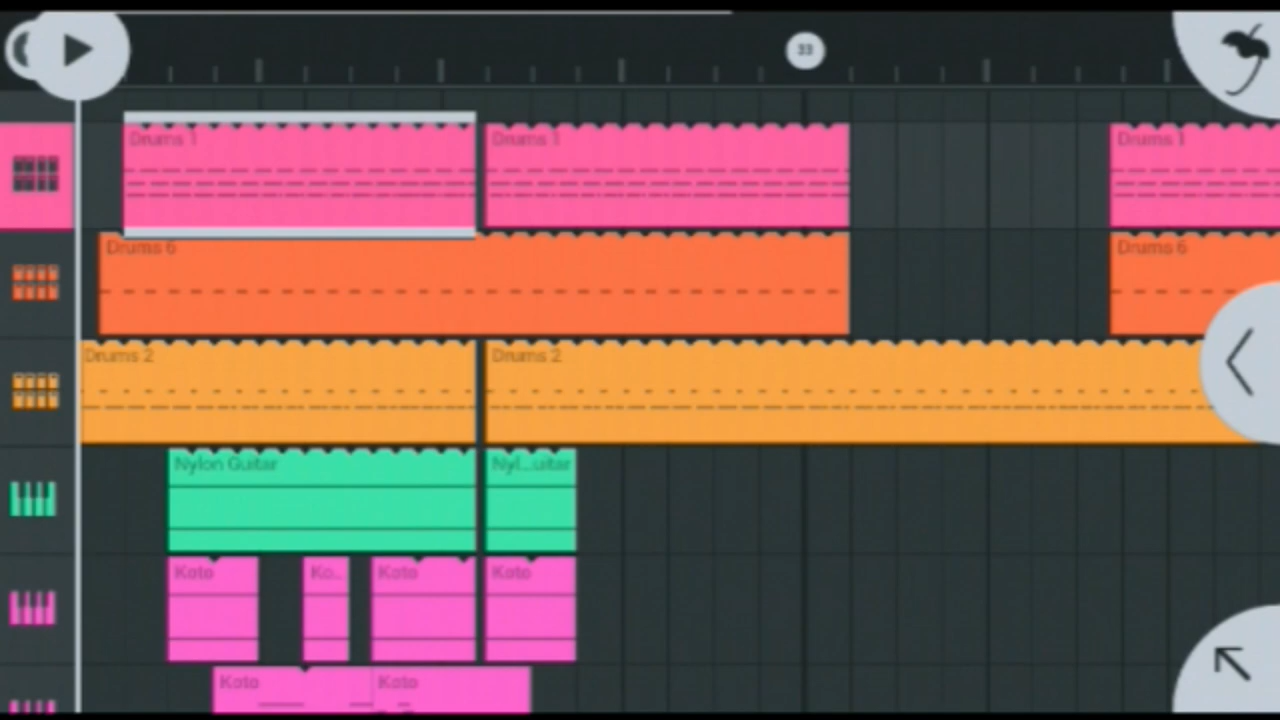 33
Drums 1 Drums 1 Drums 1
Drums 6 Drums 6
Drums 2 Drums 2
Nylon Guitar Nyl...uitar
Koto Ko... Koto Koto
Koto Koto